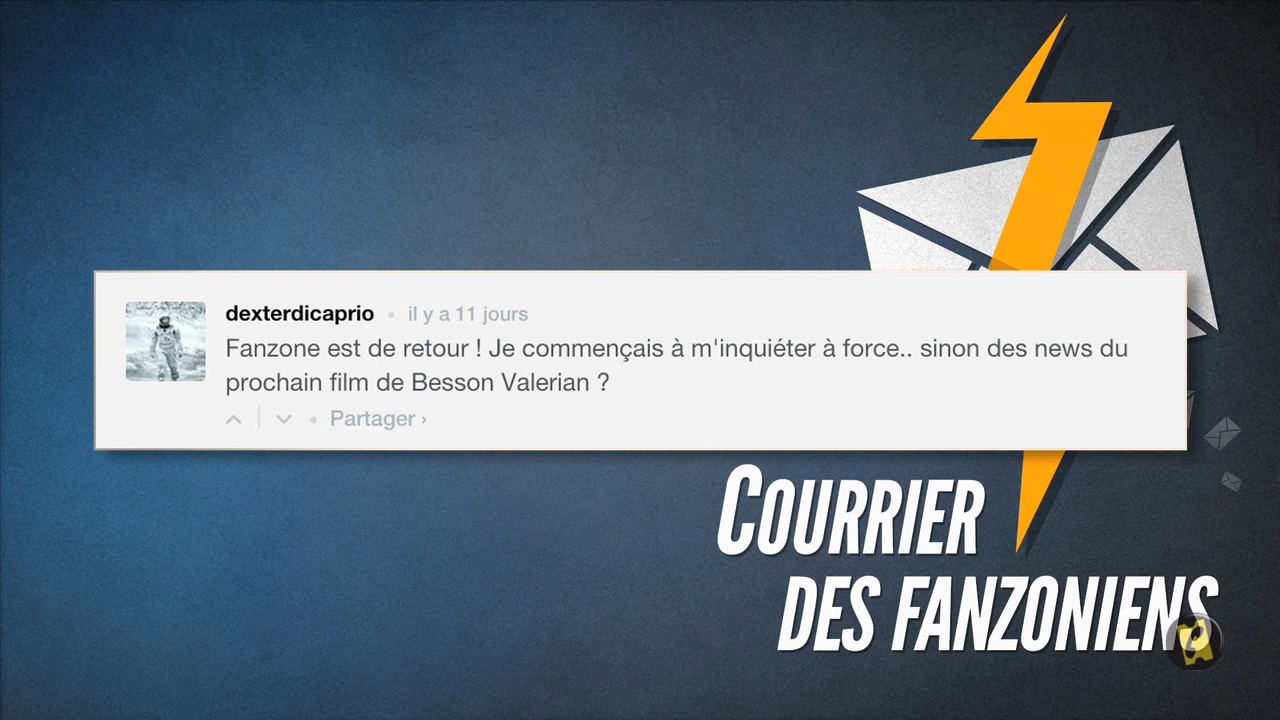 dexterdicaprio • il y a 11 jours
Fanzone est de retour ! Je commençais à m'inquiéter à force.. sinon des news du
prochain film de Besson Valerian ?
Partager ›
COURRIER
DES FANZONIENS